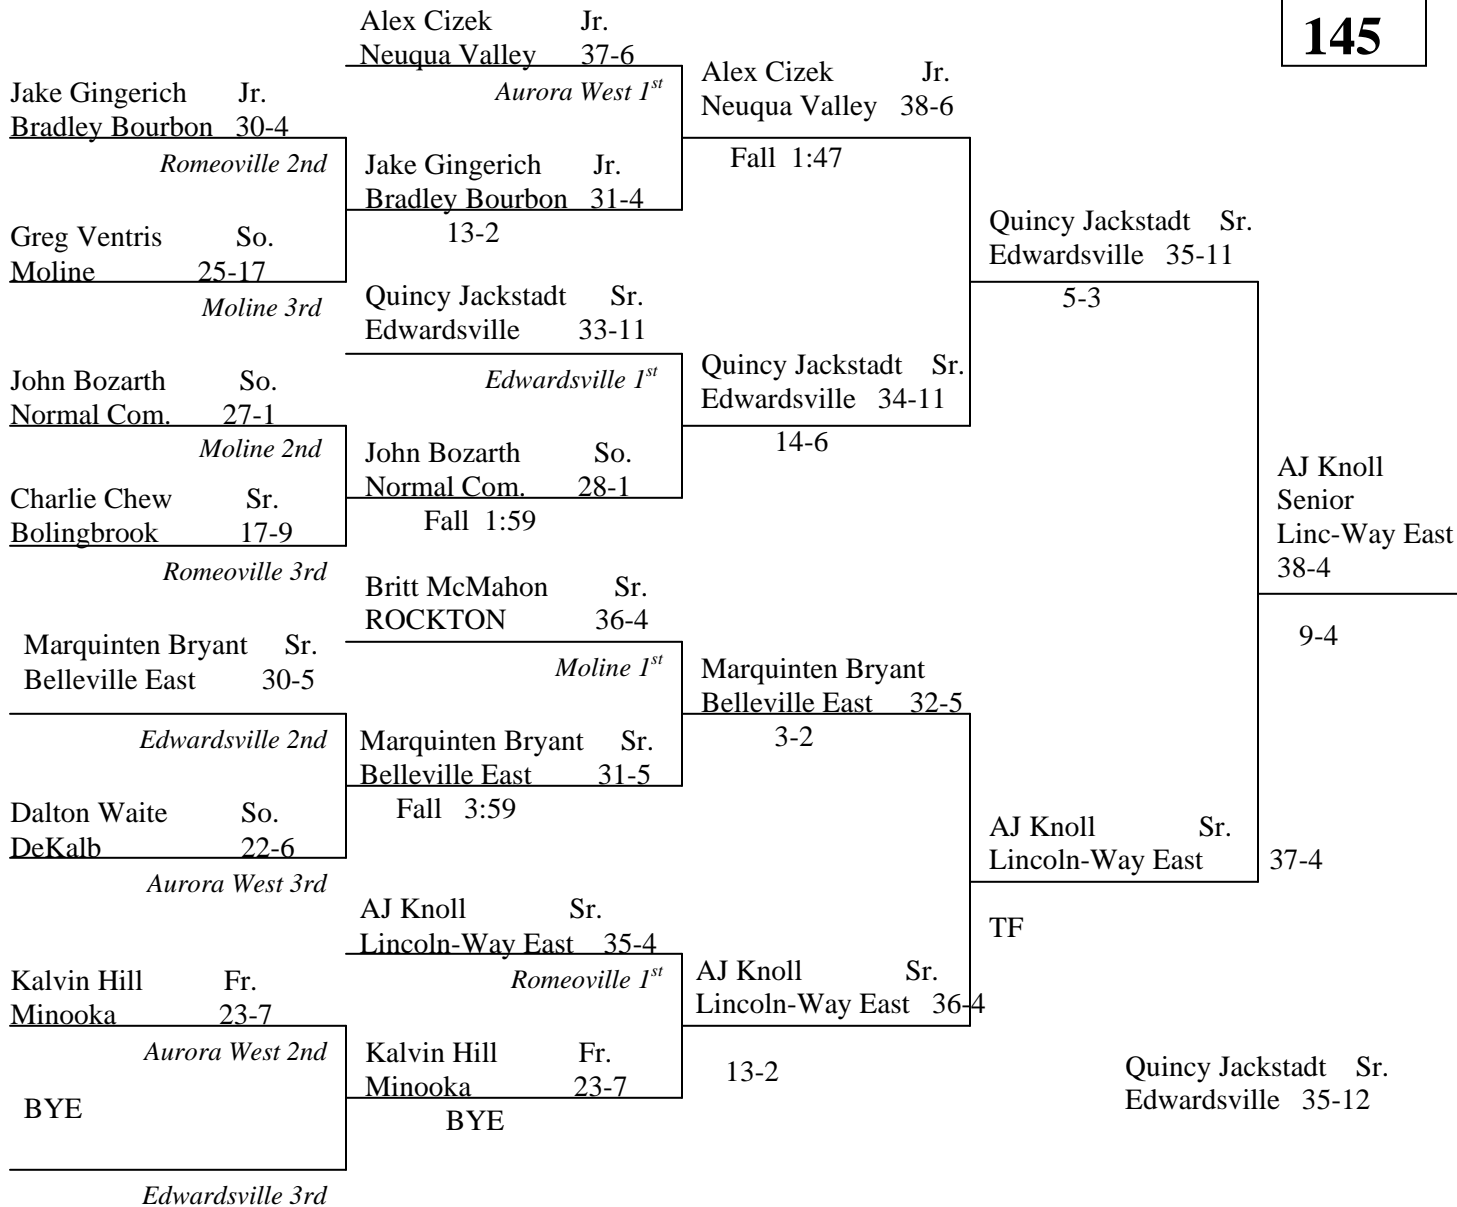 145
Jake Gingerich Jr.
Bradley Bourbon 30-4
Romeoville 2nd
Greg Ventris So.
Moline 25-17
Moline 3rd
John Bozarth So.
Normal Com. 27-1
Moline 2nd
Charlie Chew Sr.
Bolingbrook 17-9
Romeoville 3rd
Marquinten Bryant Sr.
Belleville East 30-5
Edwardsville 2nd
Dalton Waite So.
DeKalb 22-6
Aurora West 3rd
Kalvin Hill Fr.
Minooka 23-7
Aurora West 2nd
BYE
Edwardsville 3rd
Alex Cizek Jr.
Neuqua Valley 37-6
Aurora West 1st
Jake Gingerich Jr.
Bradley Bourbon 31-4
13-2
Quincy Jackstadt Sr.
Edwardsville 33-11
Edwardsville 1st
John Bozarth So.
Normal Com. 28-1
Fall 1:59
Britt McMahon Sr.
ROCKTON 36-4
Moline 1st
Marquinten Bryant Sr.
Belleville East 31-5
Fall 3:59
AJ Knoll Sr.
Lincoln-Way East 35-4
Romeoville 1st
Kalvin Hill Fr.
Minooka 23-7
BYE
Alex Cizek Jr.
Neuqua Valley 38-6
Fall 1:47
Quincy Jackstadt Sr.
Edwardsville 34-11
14-6
Marquinten Bryant
Belleville East 32-5
3-2
AJ Knoll Sr.
Lincoln-Way East 36-4
13-2
Quincy Jackstadt Sr.
Edwardsville 35-11
5-3
AJ Knoll Sr.
Lincoln-Way East 37-4
TF
AJ Knoll
Senior
Linc-Way East
38-4
9-4
Quincy Jackstadt Sr.
Edwardsville 35-12